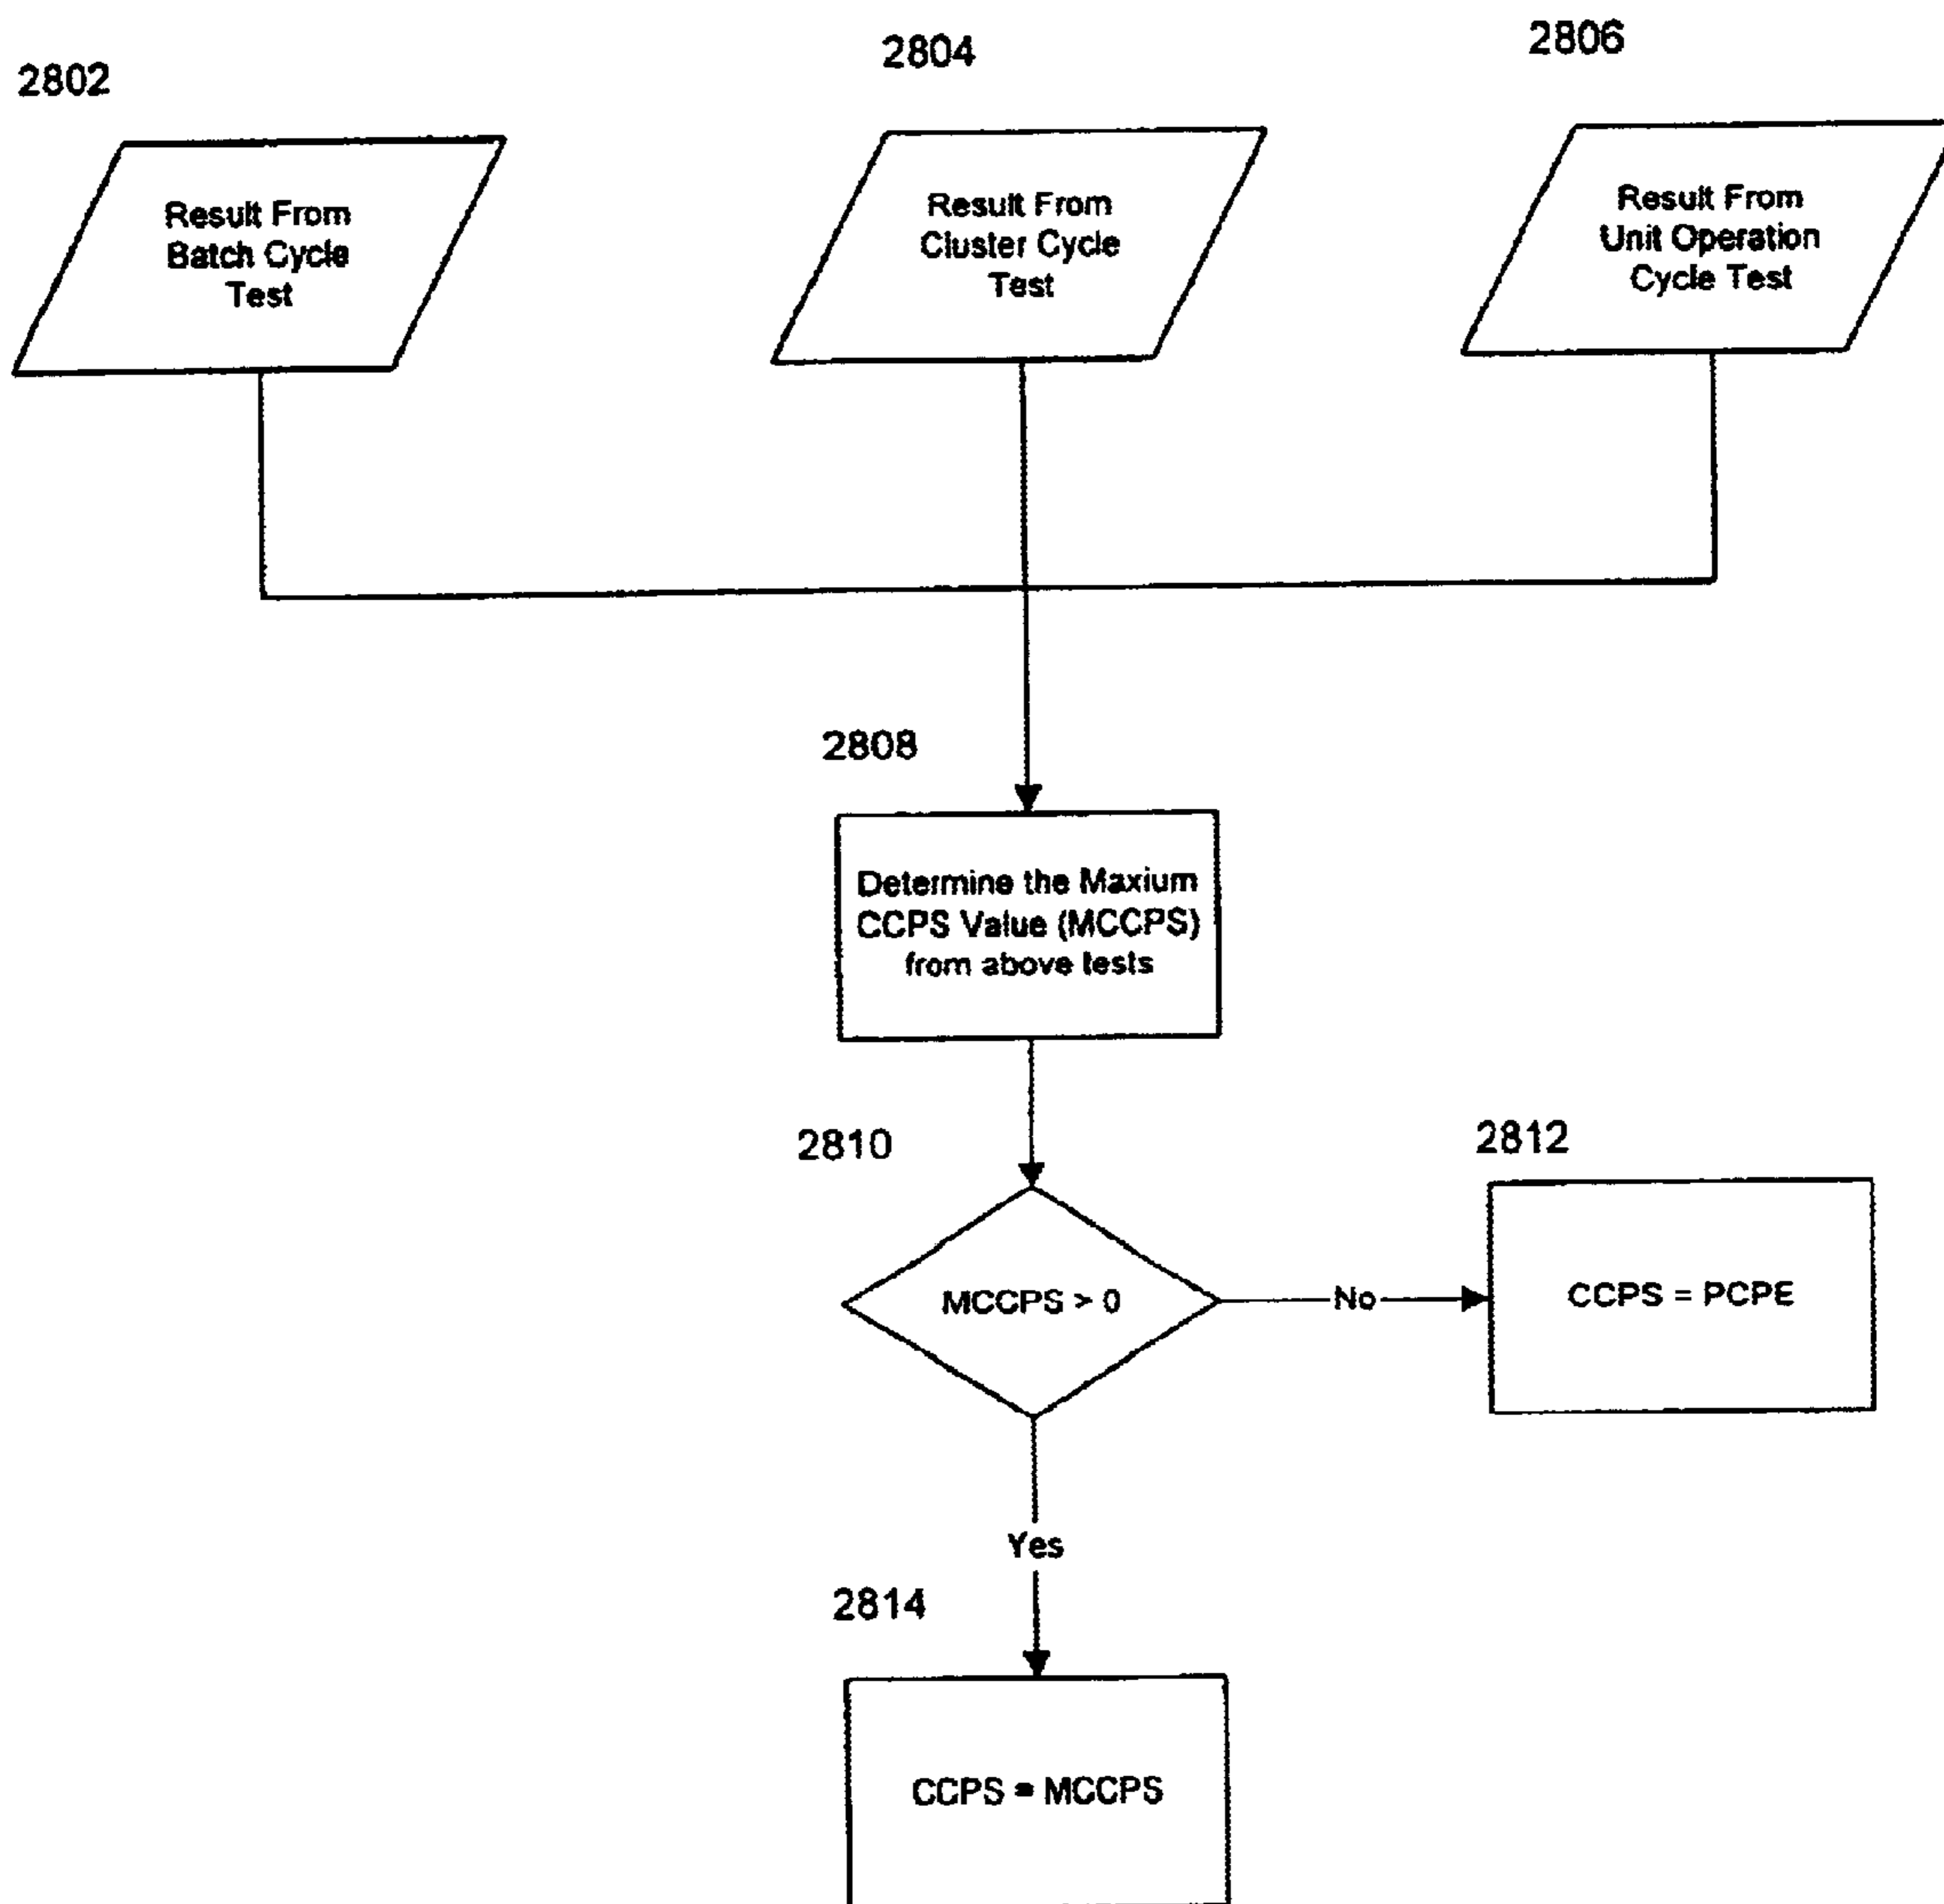 2802
2804
2806
Result From
Batch Cycle
Test
Result From
Cluster Cycle
Test
Result From
Unit Operation
Cycle Test
2808
Determine the Maxium
CCPS Value (MCCPS)
from above tests
2810
2812
MCCPS > 0
No
CCPS = PCPE
Yes
2814
CCPS = MCCPS